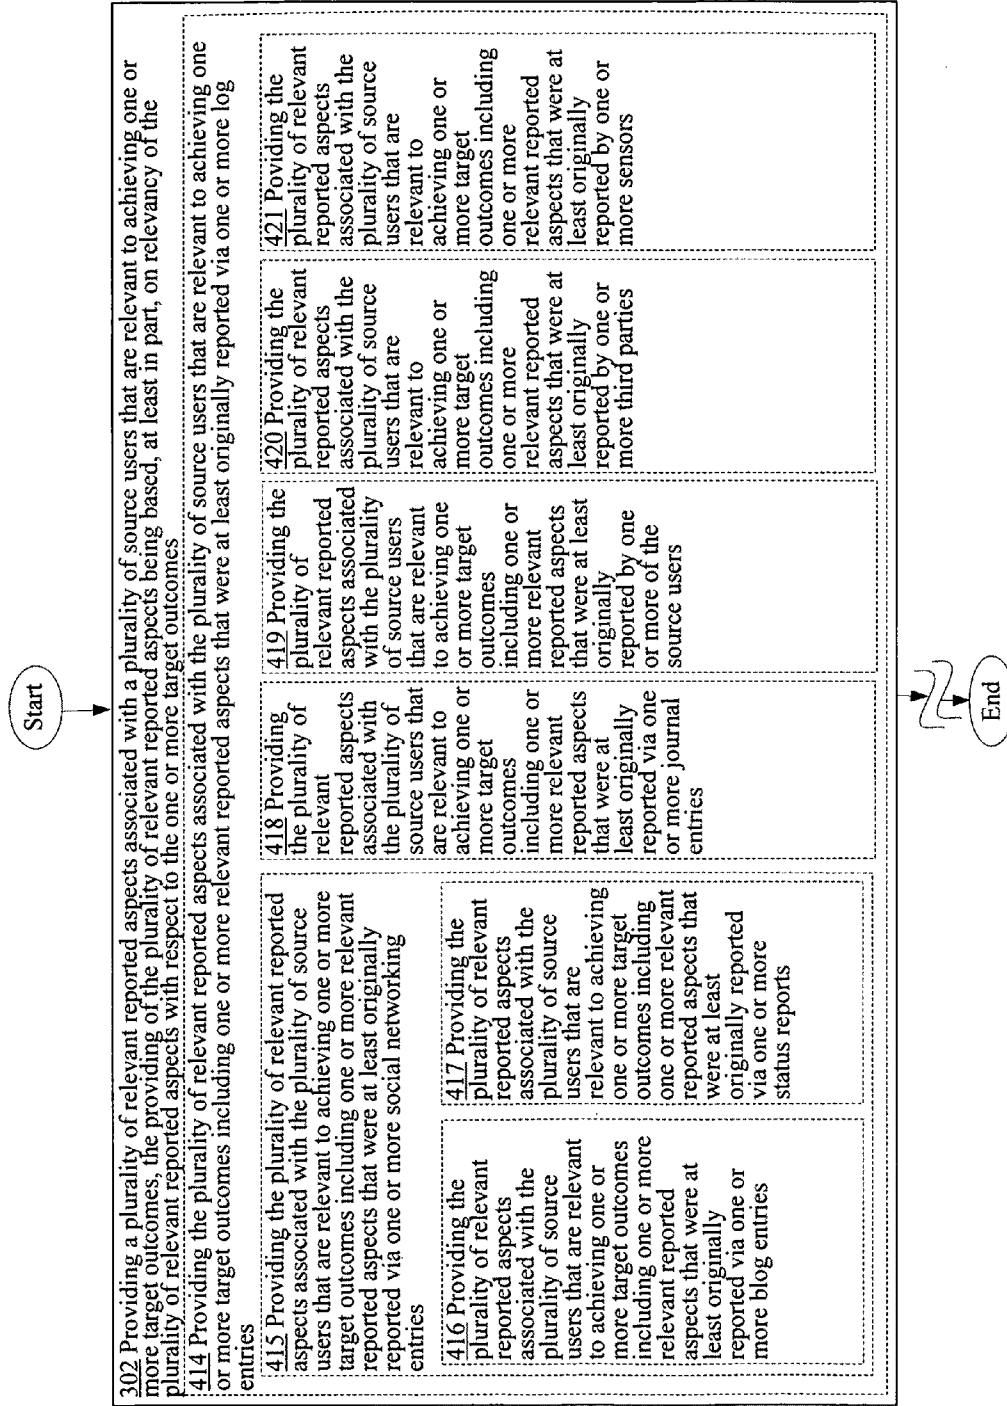 Start
302 Providing a plurality of relevant reported aspects associated with a plurality of source users that are relevant to achieving one or
more target outcomes, the providing of the plurality of relevant reported aspects being based, at least in part, on relevancy of the
plurality of relevant reported aspects with respect to the one or more target outcomes
414 Providing the plurality of relevant reported aspects associated with the plurality of source users that are relevant to achieving one
or more target outcomes including one or more relevant reported aspects that were at least originally reported via one or more log
entries
415 Providing the plurality of relevant reported
aspects associated with the plurality of source
users that are relevant to achieving one or more
target outcomes including one or more relevant
reported aspects that were at least originally
reported via one or more social networking
entries
416 Providing the
plurality of relevant
reported aspects
associated with the
plurality of source
users that are relevant
to achieving one or
more target outcomes
including one or more
relevant reported
aspects that were at
least originally
reported via one or
more blog entries
417 Providing the
plurality of relevant
reported aspects
associated with the
plurality of source
users that are
relevant to achieving
one or more target
outcomes including
one or more relevant
reported aspects that
were at least
originally reported
via one or more
status reports
418 Providing
the plurality of
relevant
reported aspects
associated with
the plurality of
source users that
are relevant to
achieving one or
more target
outcomes
including one or
more relevant
reported aspects
that were at
least originally
reported via one
or more journal
entries
419 Providing the
plurality of
relevant reported
aspects associated
with the plurality
of source users
that are relevant
to achieving one
or more target
outcomes
including one or
more relevant
reported aspects
that were at least
originally
reported by one
or more of the
source users
420 Providing the
plurality of relevant
reported aspects
associated with the
plurality of source
users that are
relevant to
achieving one or
more target
outcomes including
one or more
relevant reported
aspects that were at
least originally
reported by one or
more third parties
421 Poviding the
plurality of relevant
reported aspects
associated with the
plurality of source
users that are
relevant to
achieving one or
more target
outcomes including
one or more
relevant reported
aspects that were at
least originally
reported by one or
more sensors
End